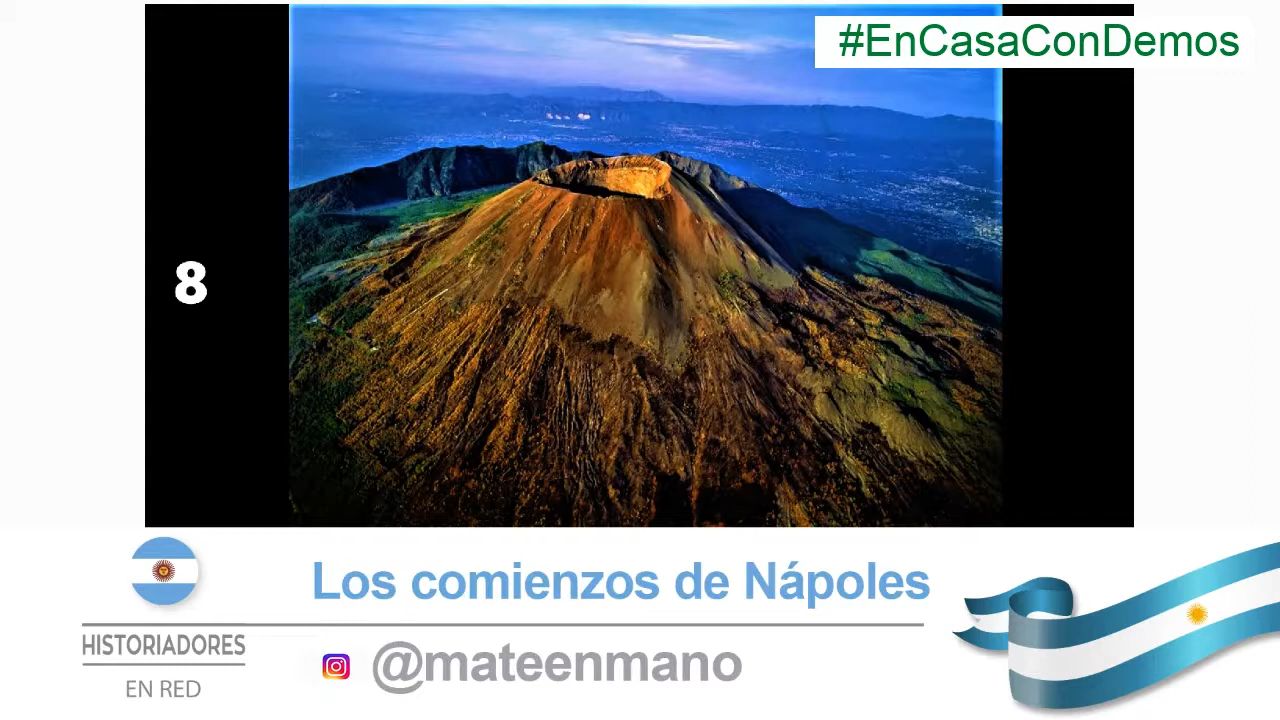 #EnCasaConDemos
8
Los comienzos de Nápoles
HISTORIADORES
EN RED
@mateenmano